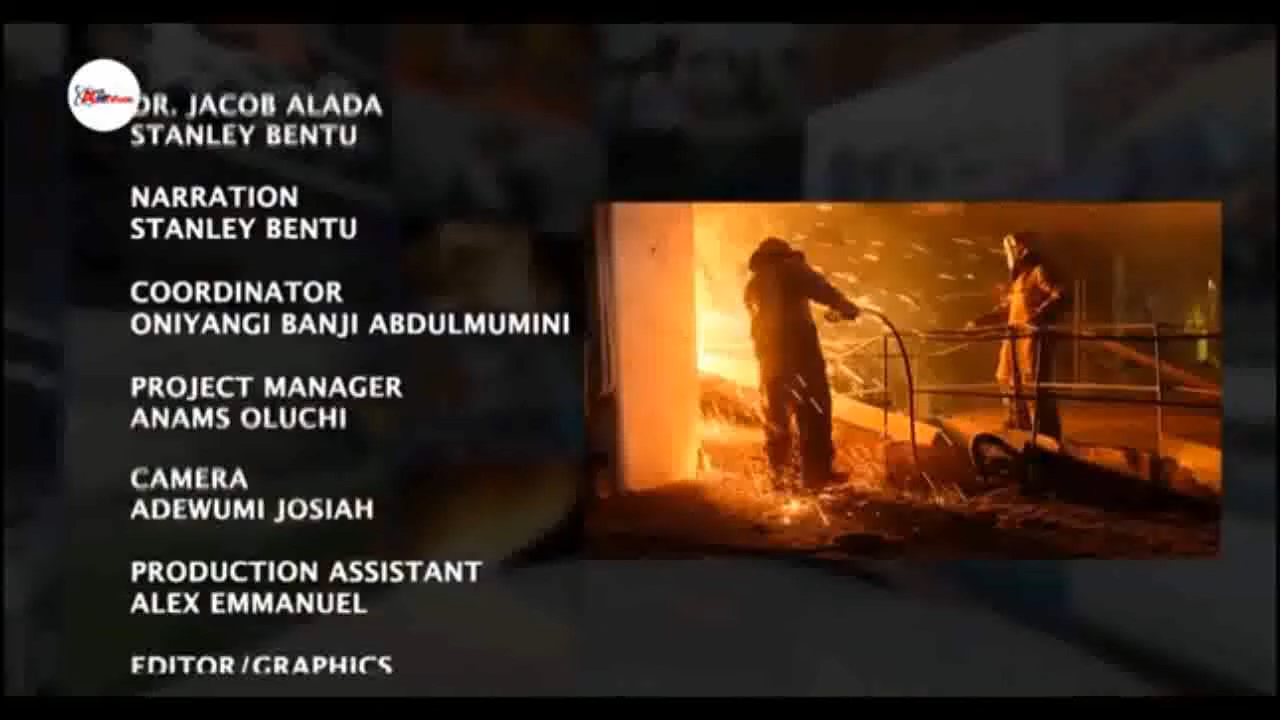 DR. JACOB ALADA
STANLEY BENTU
NARRATION
STANLEY BENTU
COORDINATOR
ONIYANGI BANJI ABDULMUMINI
PROJECT MANAGER
ANAMS OLUCHI
CAMERA
ADEWUMI JOSIAH
PRODUCTION ASSISTANT
ALEX EMMANUEL
EDITOR/GRAPHICS